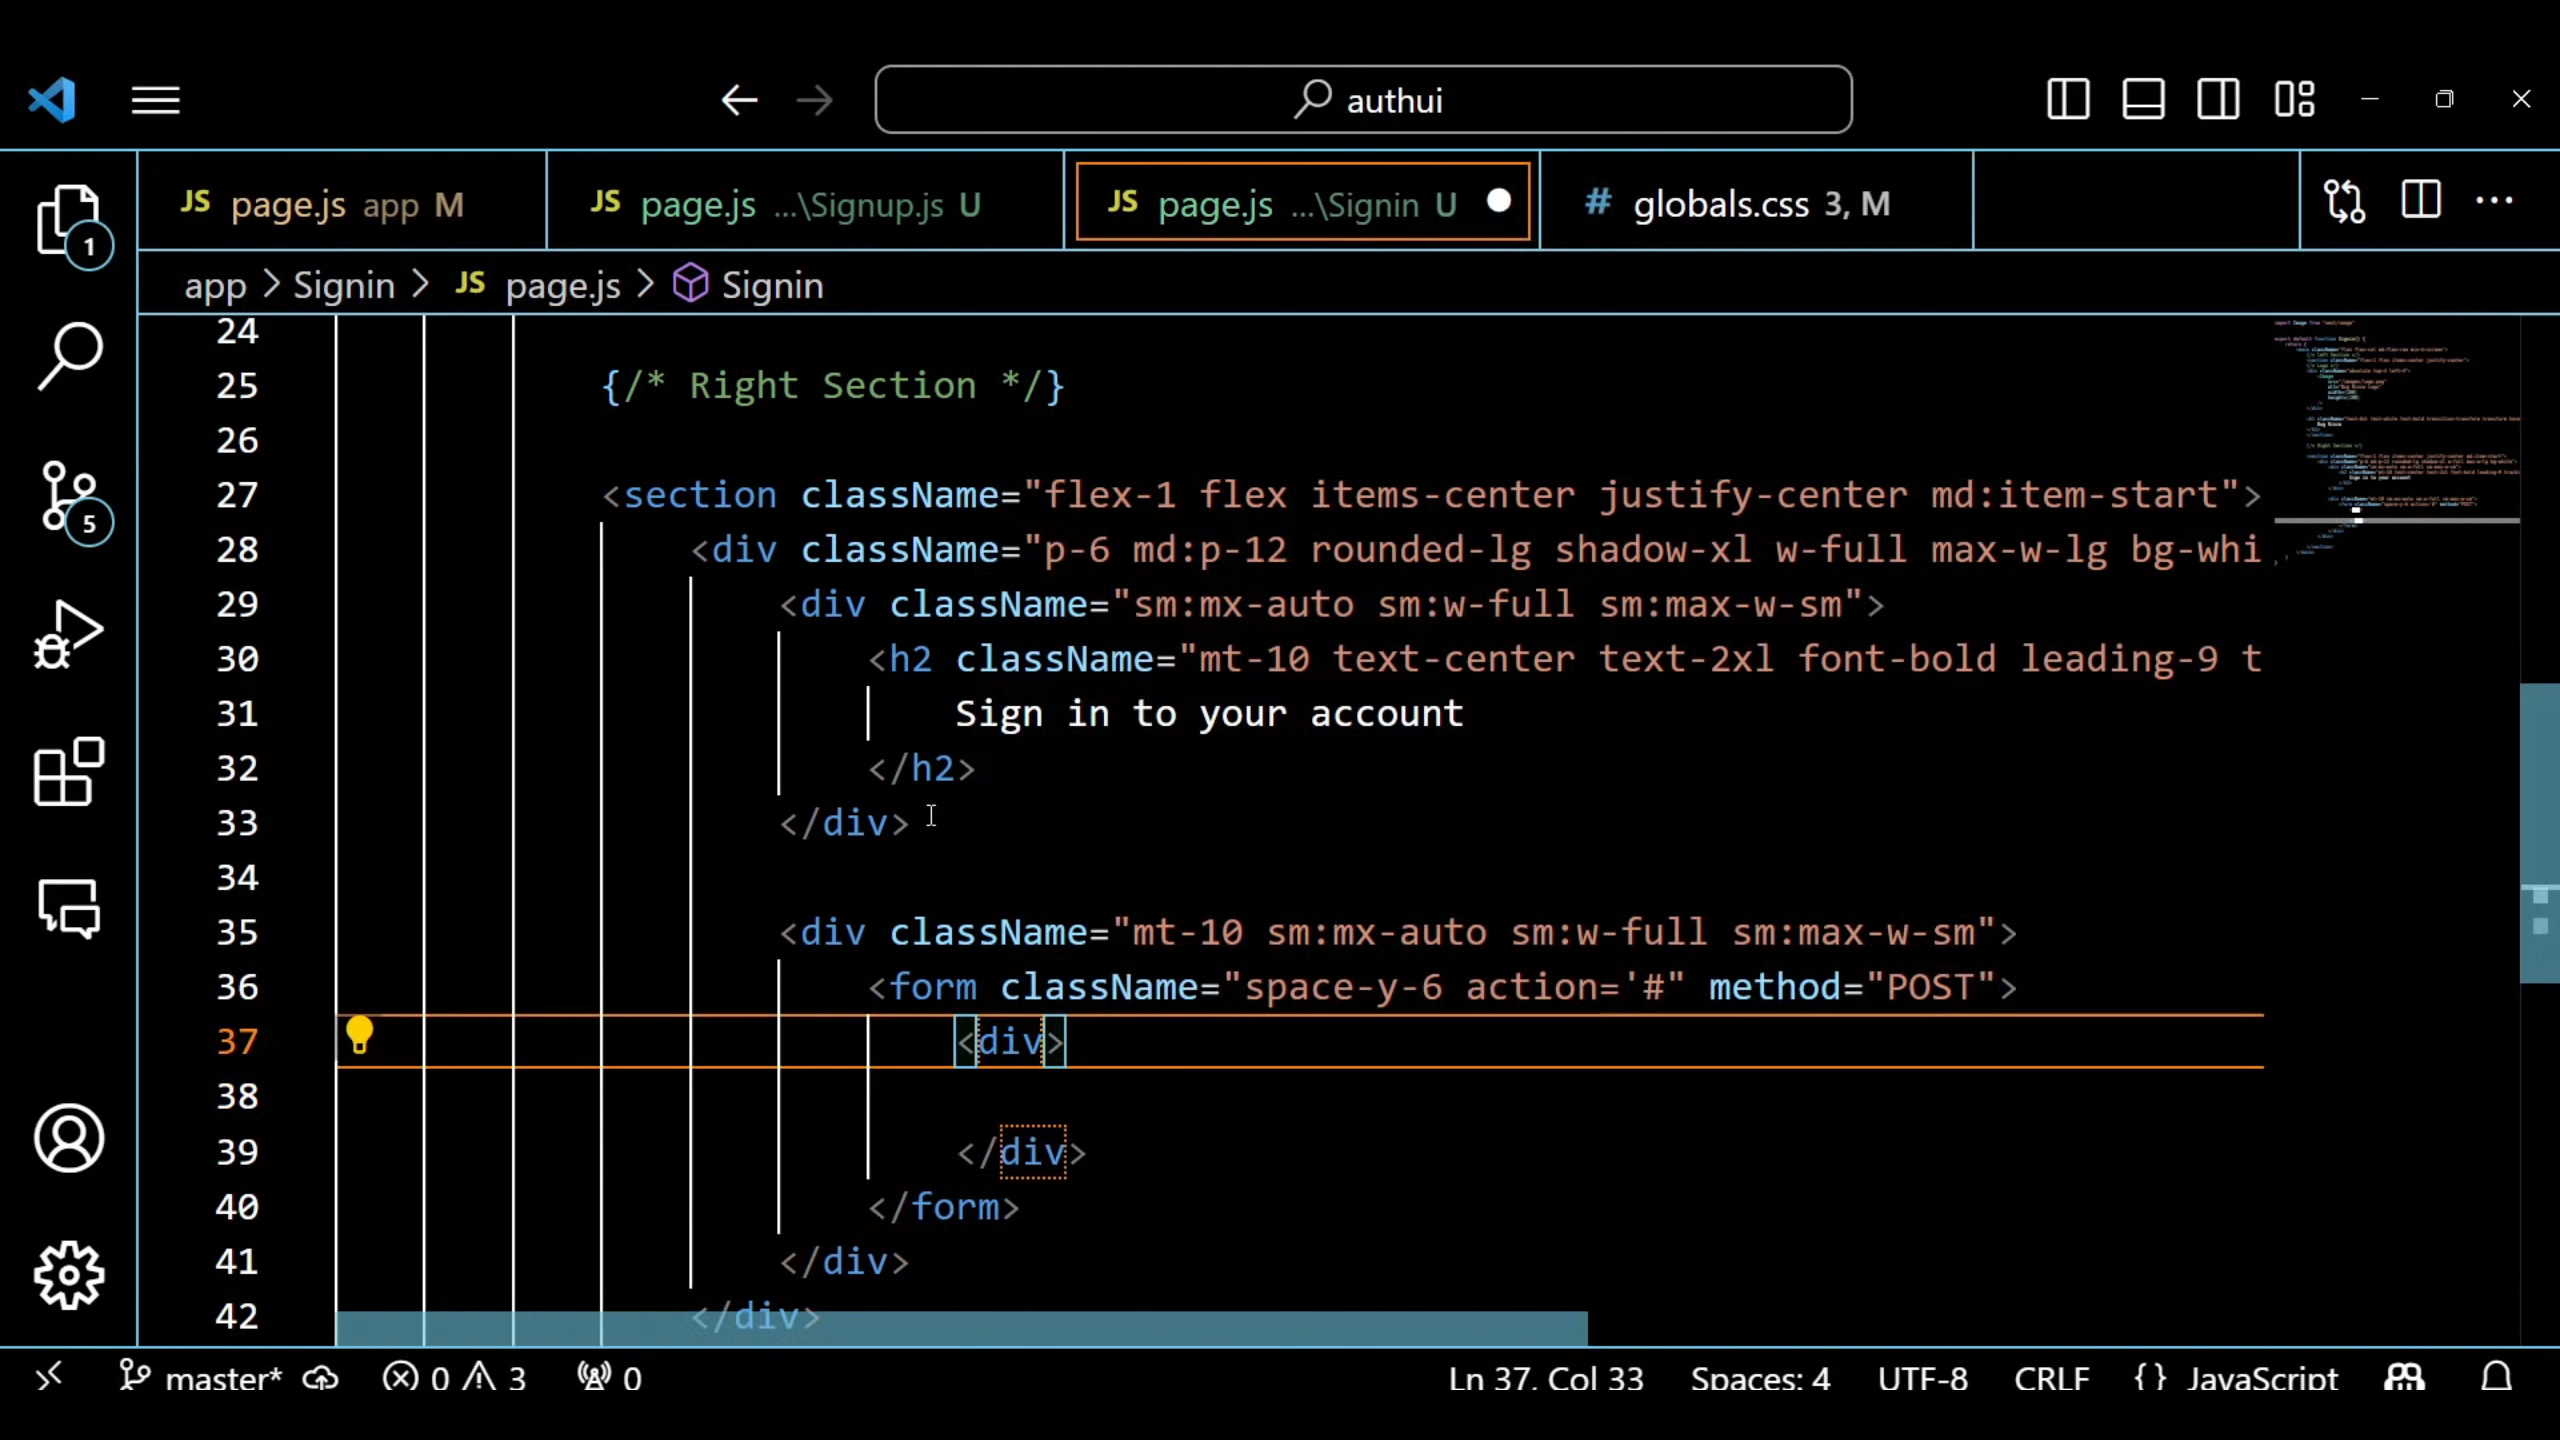 authui
JS page.js app M
JS page.js ...\Signup.js U
JS page.js ...\Signin U
# globals.css 3, M
app > Signin > JS page.js > Signin
1
5
24
25 {/* Right Section */}
26
27 <section className="flex-1 flex items-center justify-center md:item-start">
28 <div className="p-6 md:p-12 rounded-lg shadow-xl w-full max-w-lg bg-whi
29 <div className="sm:mx-auto sm:w-full sm:max-w-sm">
30 <h2 className="mt-10 text-center text-2xl font-bold leading-9 t
31 Sign in to your account
32 </h2>
33 </div>
34
35 <div className="mt-10 sm:mx-auto sm:w-full sm:max-w-sm">
36 <form className="space-y-6 action='#" method="POST">
37 <div>
38
39 </div>
40 </form>
41 </div>
42 </div>
master* 0 3 0 Ln 37, Col 33 Spaces: 4 UTF-8 CRLF {} JavaScript